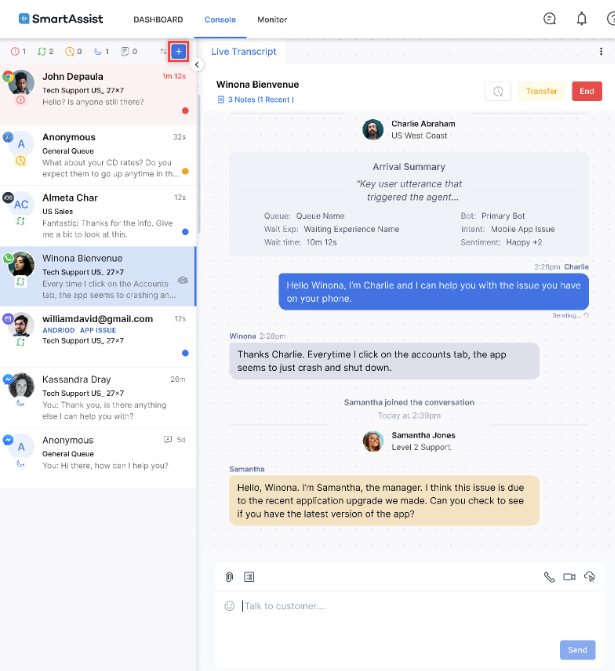 SmartAssist
DASHBOARD
Console
Monitor
1
2
0
1
0
Live Transcript
John Depaula
1m 12s
Tech Support US_ 27x7
Hello? Is anyone still there?
A
Anonymous
32s
General Queue
What about your CD rates? Do you
expect them to go up anytime in th...
AC
Almeta Char
12s
US Sales
Fantastic: Thanks for the info. Give
me a bit to look at this.
Winona Bienvenue
Tech Support US_ 27x7
Every time I click on the Accounts
tab, the app seems to crashing an...
williamdavid@gmail.com
12s
ANDRIOD APP ISSUE
Tech Support US_ 27x7
Kassandra Dray
26m
Tech Support US_ 27x7
You: Thank you, is there anything
else I can help you with?
A
Anonymous
5d
General Queue
You: Hi there, how can I help you?
Winona Bienvenue
3 Notes (1 Recent )
Transfer
End
Charlie Abraham
US West Coast
Arrival Summary
"Key user utterance that
triggered the agent...
Queue: Queue Name
Bot: Primary Bot
Wait Exp: Waiting Experience Name
Intent: Mobile App Issue
Wait time: 10m 12s
Sentiment: Happy +2
2:29pm Charlie
Hello Winona, I'm Charlie and I can help you with the issue you have
on your phone.
Sending...
Winona 2:28pm
Thanks Charlie. Everytime I click on the accounts tab, the app
seems to just crash and shut down.
Samantha joined the conversation
Today at 2:39pm
Samantha Jones
Level 2 Support
Samantha
Hello, Winona. I'm Samantha, the manager. I think this issue is due
to the recent application upgrade we made. Can you check to see
if you have the latest version of the app?
Talk to customer....
Send